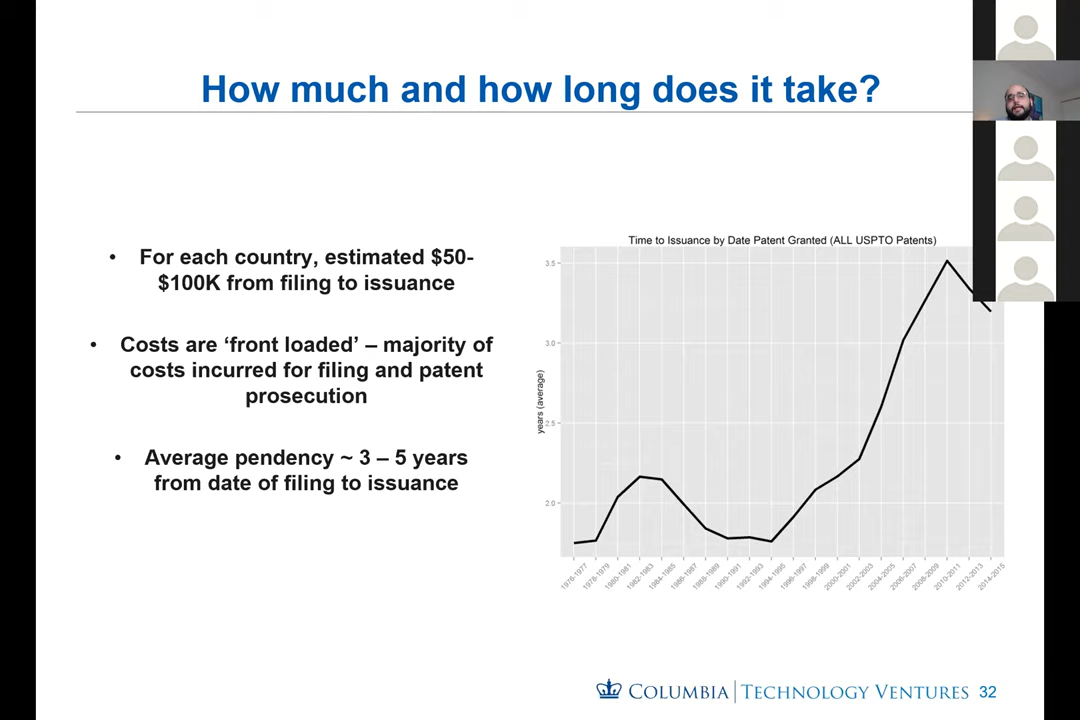 How much and how long does it take?
• For each country, estimated $50-
$100K from filing to issuance
• Costs are ‘front loaded’ – majority of
costs incurred for filing and patent
prosecution
• Average pendency ~ 3 – 5 years
from date of filing to issuance
Time to Issuance by Date Patent Granted (ALL USPTO Patents)
years (average)
3.5
3.0
2.5
2.0
1976-1977
1978-1979
1980-1981
1982-1983
1984-1985
1986-1987
1988-1989
1990-1991
1992-1993
1994-1995
1996-1997
1998-1999
2000-2001
2002-2003
2004-2005
2006-2007
2008-2009
2010-2011
2012-2013
2014-2015
COLUMBIA | TECHNOLOGY VENTURES 32